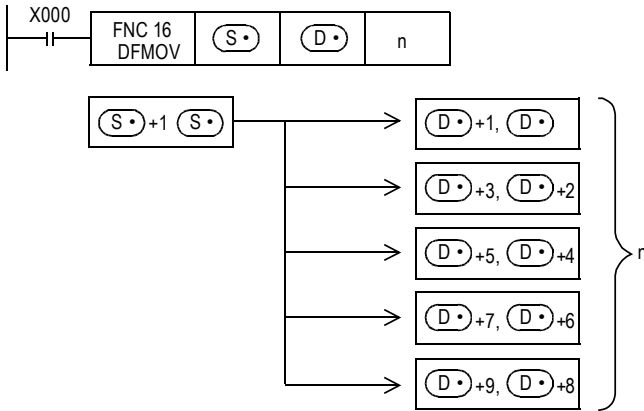 X000
FNC 16
DFMOV
S• D• n
S• +1 S•
D• +1, D•
D• +3, D• +2
D• +5, D• +4
D• +7, D• +6
D• +9, D• +8
n